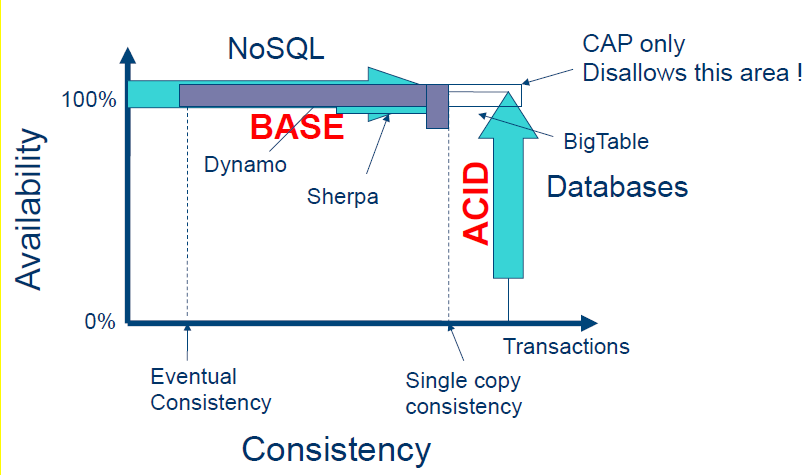 NoSQL
CAP only
Disallows this area !
100%
BASE
BigTable
Dynamo
Sherpa
ACID
Databases
Availability
0%
Transactions
Eventual
Consistency
Single copy
consistency
Consistency